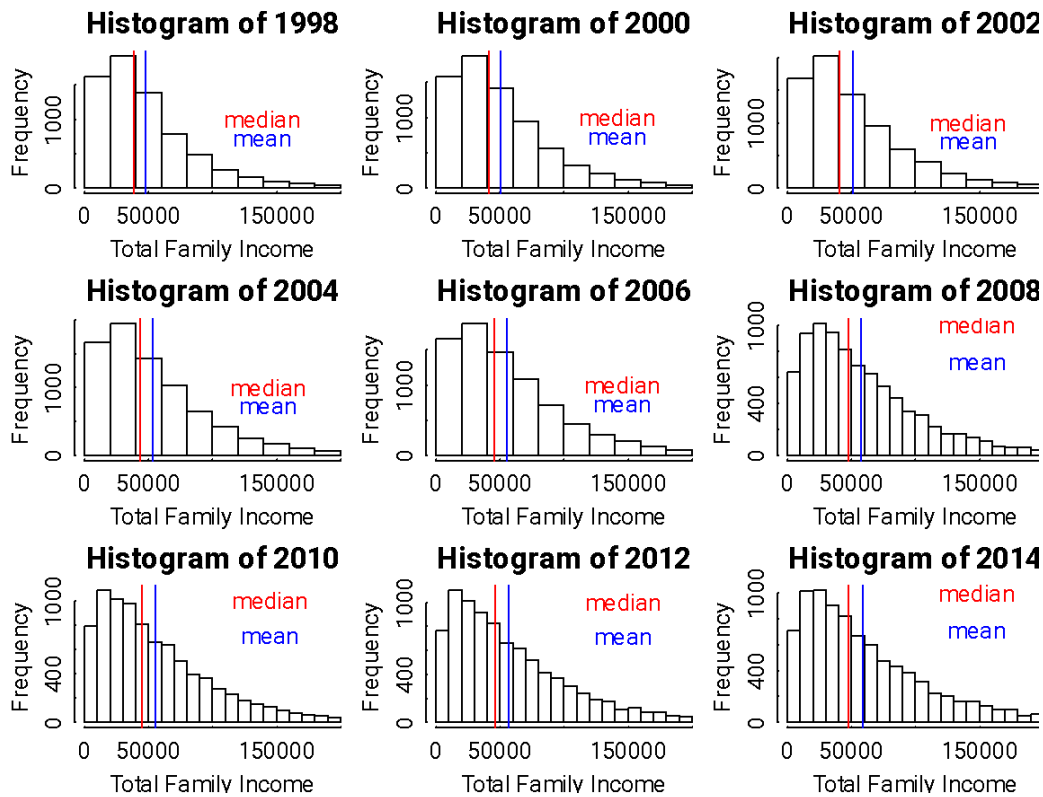 Histogram of 1998
Frequency
0 1000
median
mean
0 50000 150000
Total Family Income
Histogram of 2000
Frequency
0 1000
median
mean
0 50000 150000
Total Family Income
Histogram of 2002
Frequency
0 1000
median
mean
0 50000 150000
Total Family Income
Histogram of 2004
Frequency
0 1000
median
mean
0 50000 150000
Total Family Income
Histogram of 2006
Frequency
0 1000
median
mean
0 50000 150000
Total Family Income
Histogram of 2008
Frequency
0 400 1000
median
mean
0 50000 150000
Total Family Income
Histogram of 2010
Frequency
0 400 1000
median
mean
0 50000 150000
Total Family Income
Histogram of 2012
Frequency
0 400 1000
median
mean
0 50000 150000
Total Family Income
Histogram of 2014
Frequency
0 400 1000
median
mean
0 50000 150000
Total Family Income